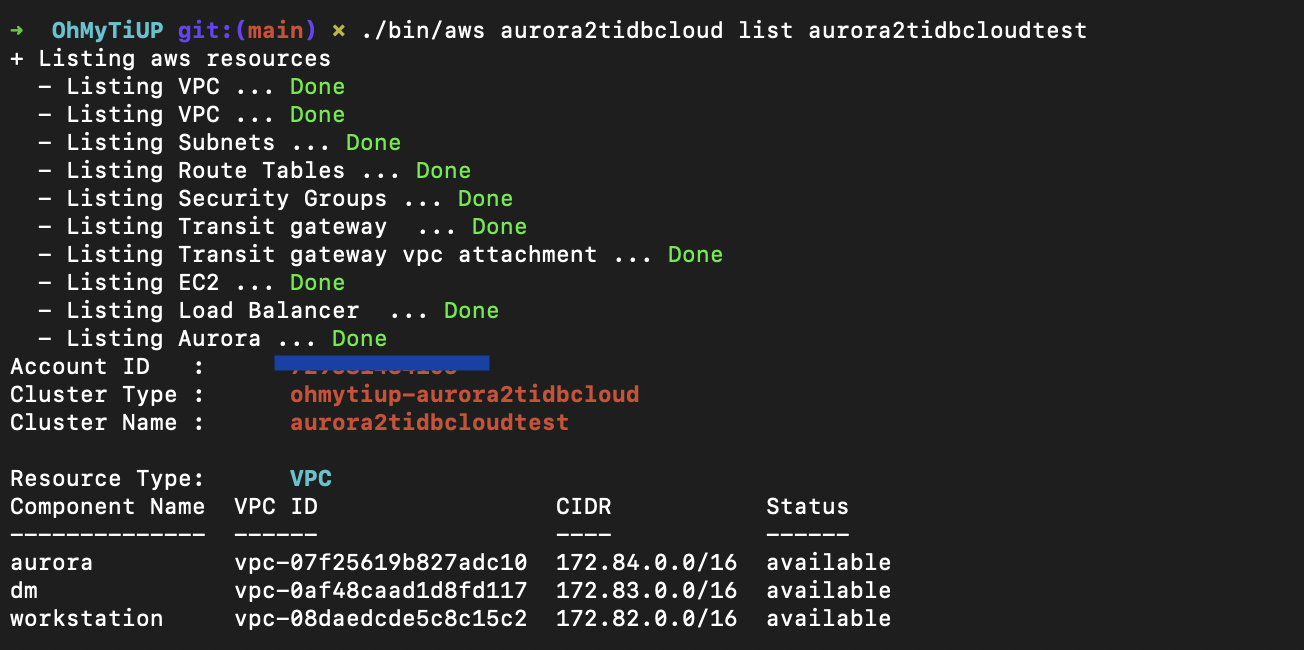 ➜ OhMyTiUP git:(main) ✗ ./bin/aws aurora2tidbcloud list aurora2tidbcloudtest
+ Listing aws resources
  - Listing VPC ... Done
  - Listing VPC ... Done
  - Listing Subnets ... Done
  - Listing Route Tables ... Done
  - Listing Security Groups ... Done
  - Listing Transit gateway  ... Done
  - Listing Transit gateway vpc attachment ... Done
  - Listing EC2 ... Done
  - Listing Load Balancer  ... Done
  - Listing Aurora ... Done
Account ID   :
Cluster Type :      ohmytiup-aurora2tidbcloud
Cluster Name :      aurora2tidbcloudtest
Resource Type:      VPC
Component Name  VPC ID                 CIDR           Status
--------------  ------                 ----           ------
aurora          vpc-07f25619b827adc10  172.84.0.0/16  available
dm              vpc-0af48caad1d8fd117  172.83.0.0/16  available
workstation     vpc-08daedcde5c8c15c2  172.82.0.0/16  available